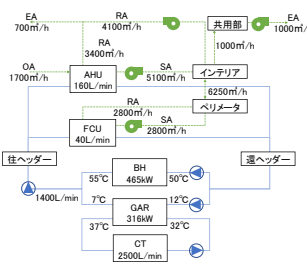 EA
700㎥/h
RA
4100㎥/h
共用部
EA
1000㎥/h
RA
3400㎥/h
1000㎥/h
OA
1700㎥/h
AHU
160L/min
SA
5100㎥/h
インテリア
6250㎥/h
RA
2800㎥/h
ペリメータ
FCU
40L/min
SA
2800㎥/h
往ヘッダー
還ヘッダー
1400L/min
55℃
BH
465kW
50℃
7℃
GAR
316kW
12℃
37℃
32℃
CT
2500L/min